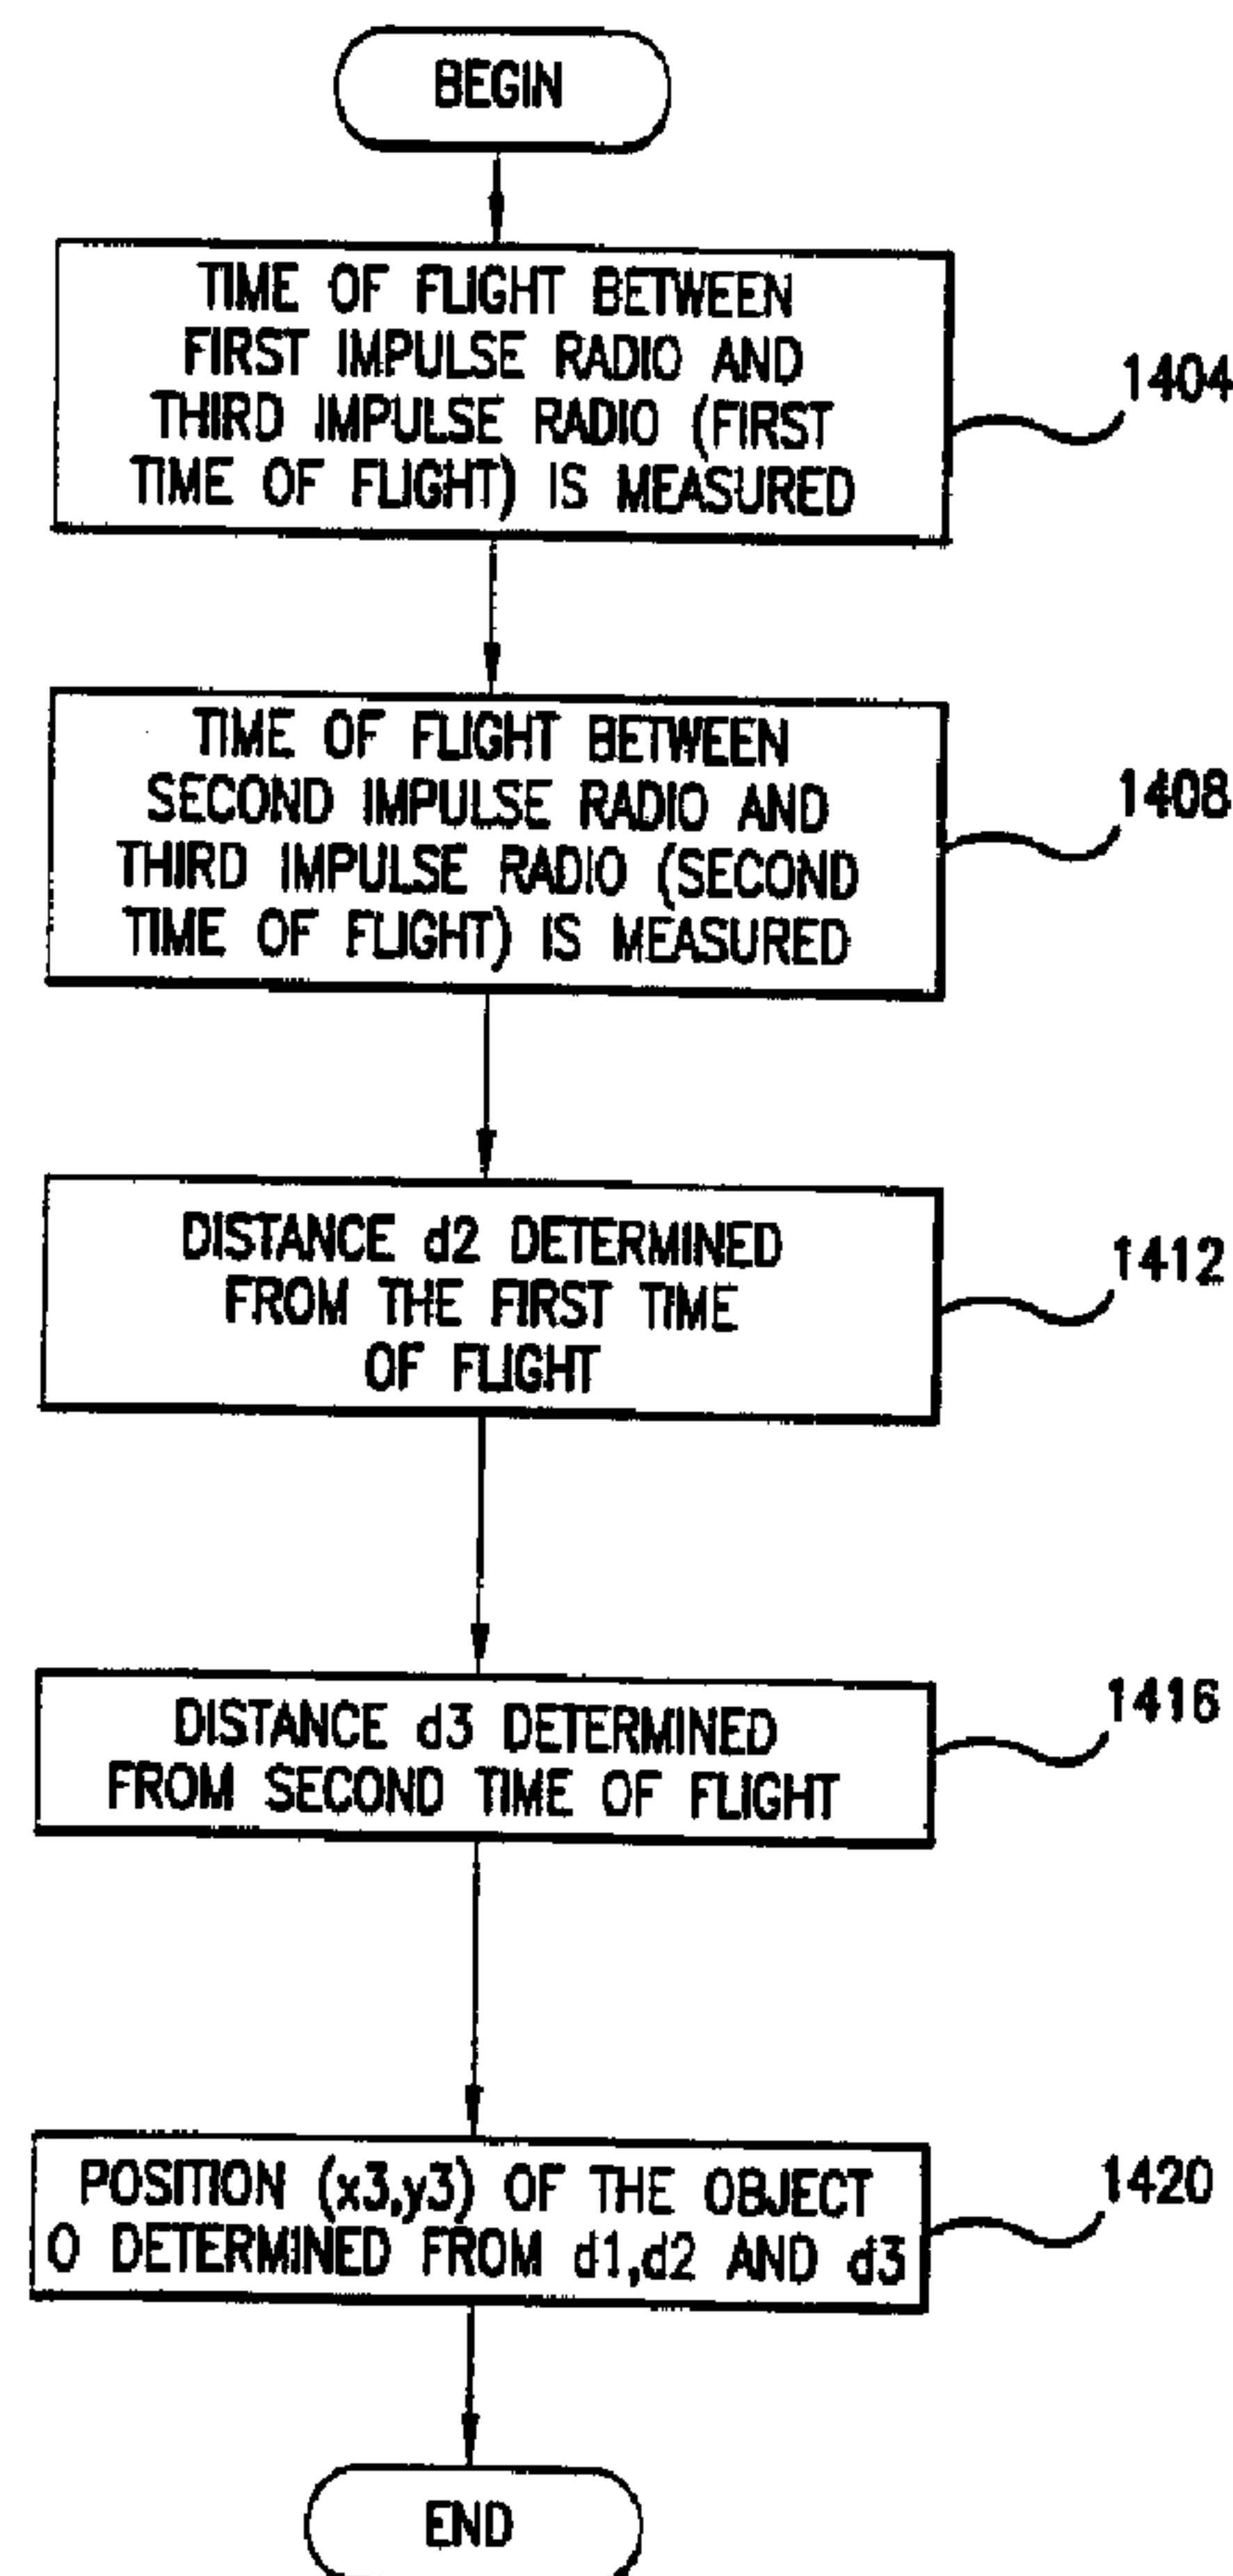 BEGIN
TIME OF FLIGHT BETWEEN
FIRST IMPULSE RADIO AND
THIRD IMPULSE RADIO (FIRST
TIME OF FLIGHT) IS MEASURED
1404
TIME OF FLIGHT BETWEEN
SECOND IMPULSE RADIO AND
THIRD IMPULSE RADIO (SECOND
TIME OF FLIGHT) IS MEASURED
1408
DISTANCE d2 DETERMINED
FROM THE FIRST TIME
OF FLIGHT
1412
DISTANCE d3 DETERMINED
FROM SECOND TIME OF FLIGHT
1416
POSITION (x3,y3) OF THE OBJECT
O DETERMINED FROM d1,d2 AND d3
1420
END